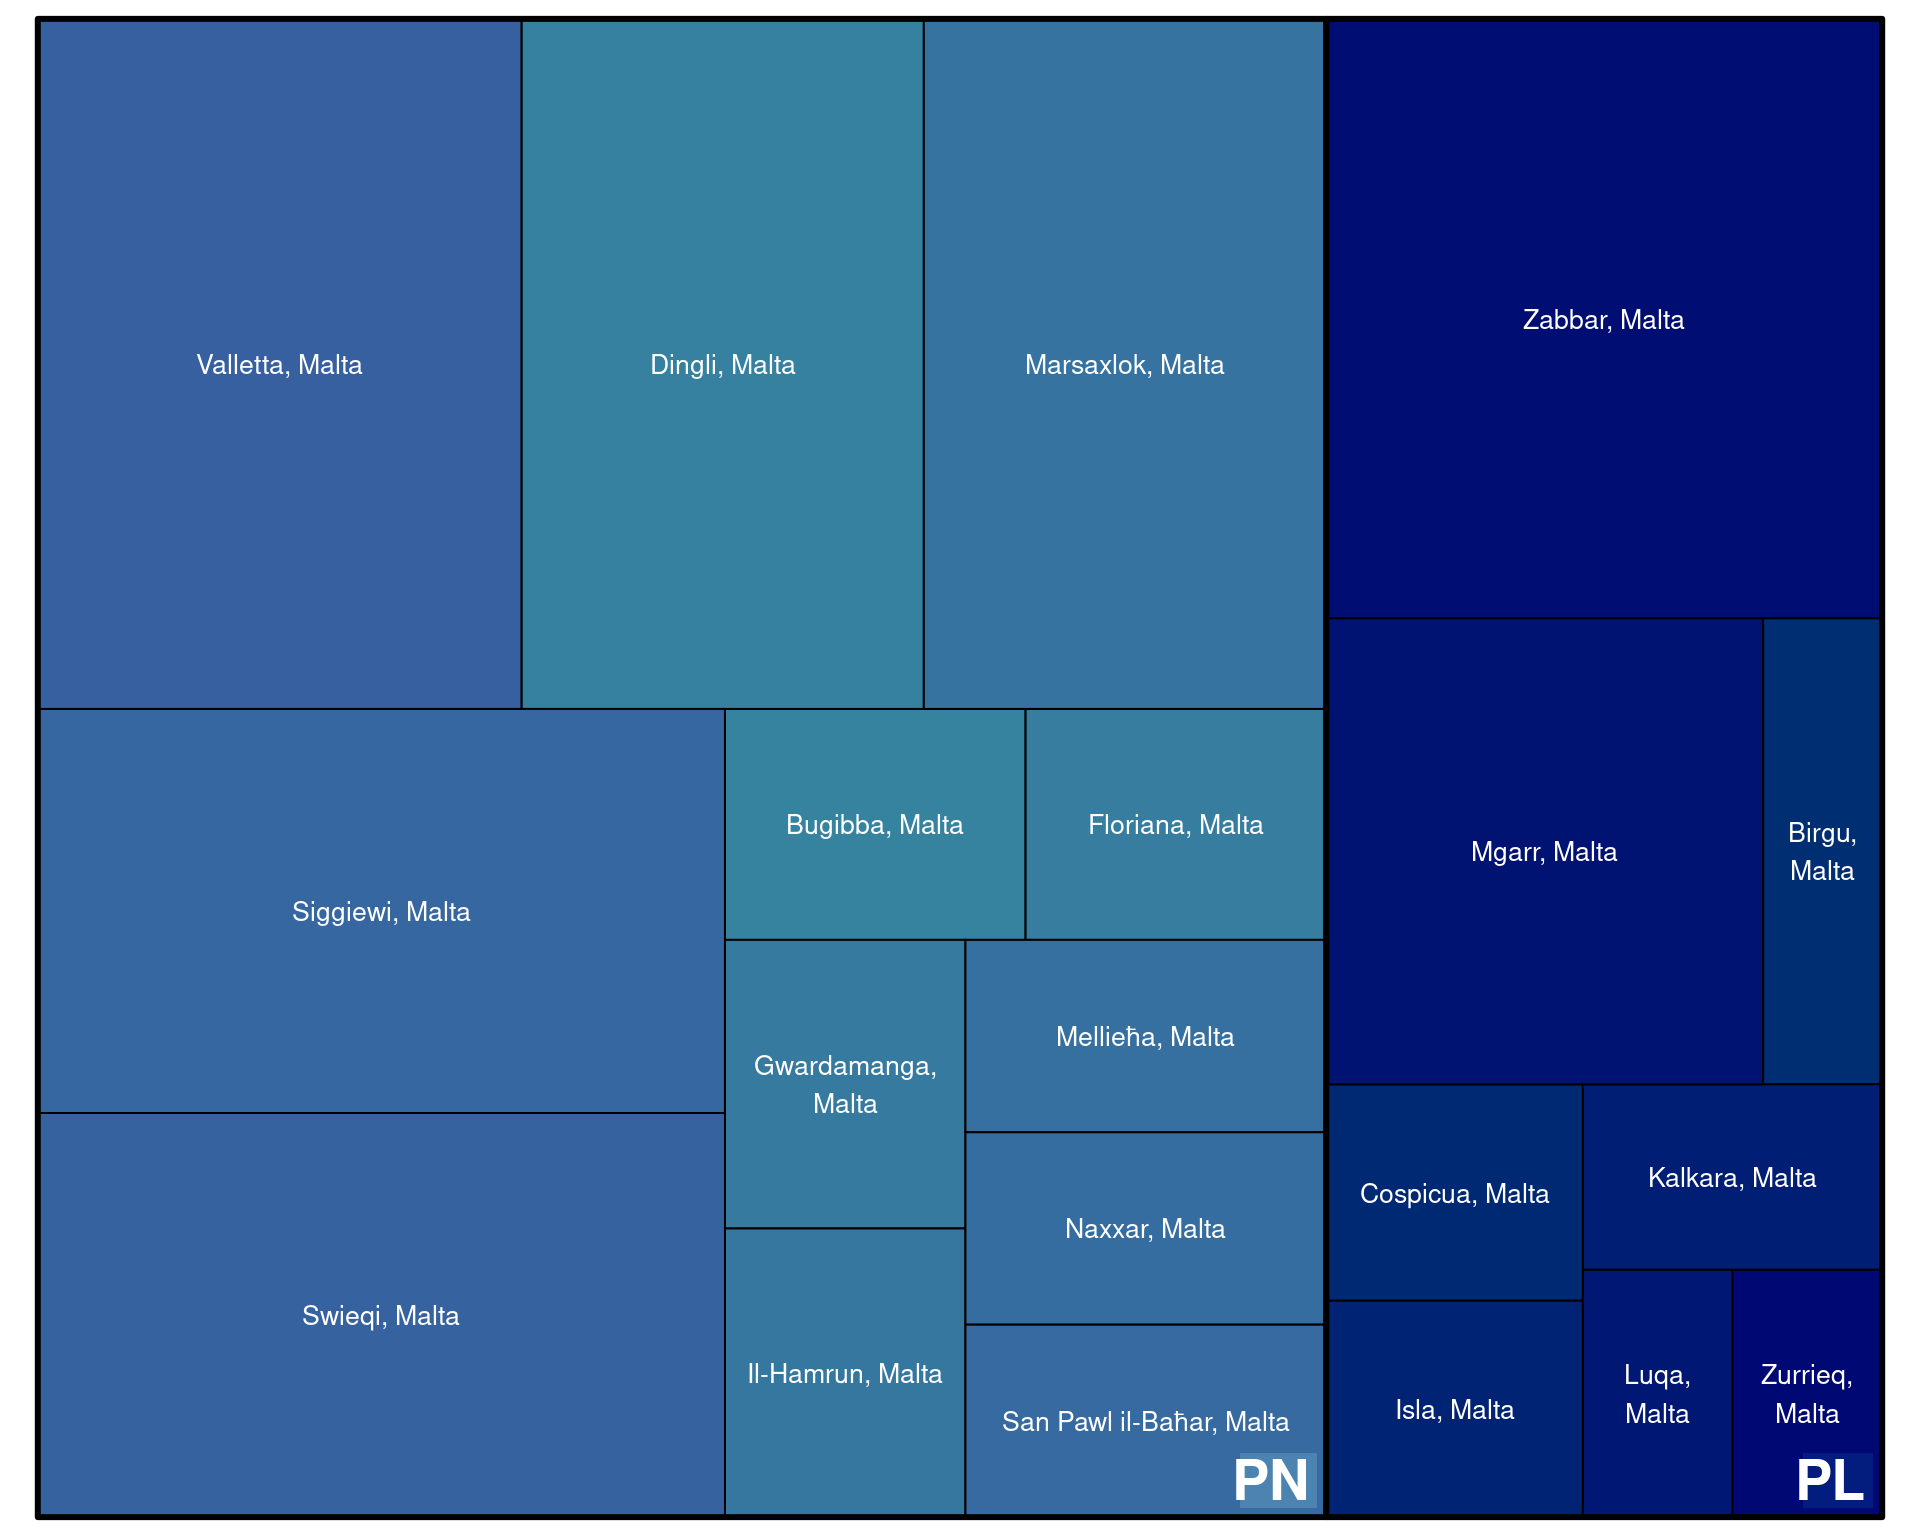 Valletta, Malta
Dingli, Malta
Marsaxlok, Malta
Zabbar, Malta
Siggiewi, Malta
Bugibba, Malta
Floriana, Malta
Mgarr, Malta
Birgu,
Malta
Gwardamanga,
Malta
Mellieħa, Malta
Naxxar, Malta
Cospicua, Malta
Kalkara, Malta
Swieqi, Malta
Il-Hamrun, Malta
San Pawl il-Baħar, Malta
Isla, Malta
Luqa,
Malta
Zurrieq,
Malta
PN
PL